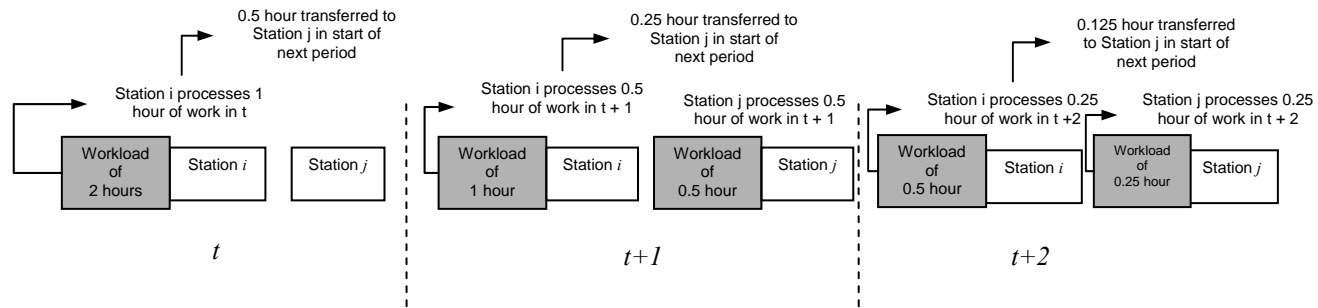 0.5 hour transferred to
Station j in start of
next period
Station i processes 1
hour of work in t
Workload
of
2 hours
Station i
Station j
t
0.25 hour transferred to
Station j in start of
next period
Station i processes 0.5
hour of work in t + 1
Station j processes 0.5
hour of work in t + 1
Workload
of
1 hour
Station i
Workload
of
0.5 hour
Station j
t+1
0.125 hour transferred
to Station j in start of
next period
Station i processes 0.25
hour of work in t +2
Station j processes 0.25
hour of work in t + 2
Workload
of
0.5 hour
Station i
Workload
of
0.25 hour
Station j
t+2